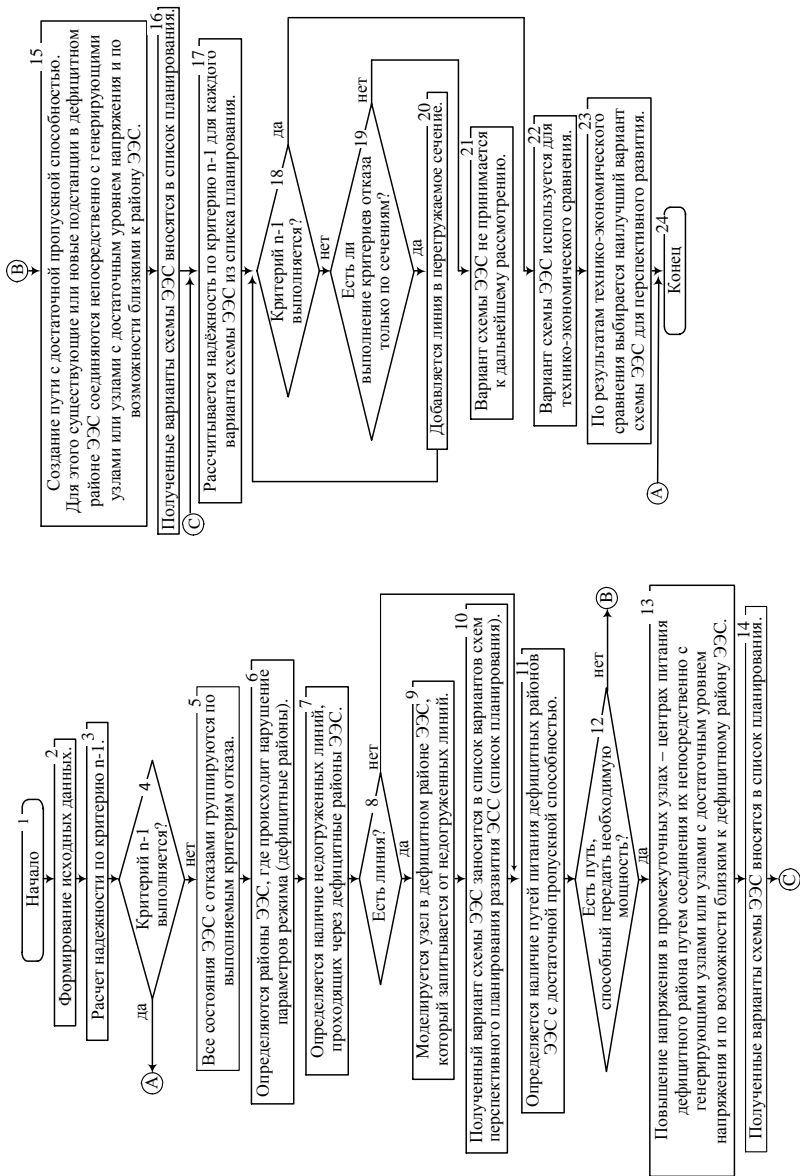 1
Начало
2
Формирование исходных данных.
3
Расчет надежности по критерию n-1.
4
Критерий n-1
выполняется?
да
A
нет
5
Все состояния ЭЭС с отказами группируются по
выполняемым критериям отказа.
6
Определяются районы ЭЭС, где происходит нарушение
параметров режима (дефицитные районы).
7
Определяется наличие недогруженных линий,
проходящих через дефицитные районы ЭЭС.
8
Есть линия?
нет
да
9
Моделируется узел в дефицитном районе ЭЭС,
который запитывается от недогруженных линий.
10
Полученный вариант схемы ЭЭС заносится в список вариантов схем
перспективного планирования развития ЭСС (список планирования).
11
Определяется наличие путей питания дефицитных районов
ЭЭС с достаточной пропускной способностью.
12
Есть путь,
способный передать необходимую
мощность?
нет
B
да
13
Повышение напряжения в промежуточных узлах – центрах питания
дефицитного района путем соединения их непосредственно с
генерирующими узлами или узлами с достаточным уровнем
напряжения и по возможности близким к дефицитному району ЭЭС.
14
Полученные варианты схемы ЭЭС вносятся в список планирования.
C
B
15
Создание пути с достаточной пропускной способностью.
Для этого существующие или новые подстанции в дефицитном
районе ЭЭС соединяются непосредственно с генерирующими
узлами или узлами с достаточным уровнем напряжения и по
возможности близкими к району ЭЭС.
16
Полученные варианты схемы ЭЭС вносятся в список планирования.
C
17
Рассчитывается надёжность по критерию n-1 для каждого
варианта схемы ЭЭС из списка планирования.
18
Критерий n-1
выполняется?
да
нет
19
Есть ли
выполнение критериев отказа
только по сечениям?
нет
да
20
Добавляется линия в перегружаемое сечение.
21
Вариант схемы ЭЭС не принимается
к дальнейшему рассмотрению.
22
Вариант схемы ЭЭС используется для
технико-экономического сравнения.
23
По результатам технико-экономического
сравнения выбирается наилучший вариант
схемы ЭЭС для перспективного развития.
A
24
Конец